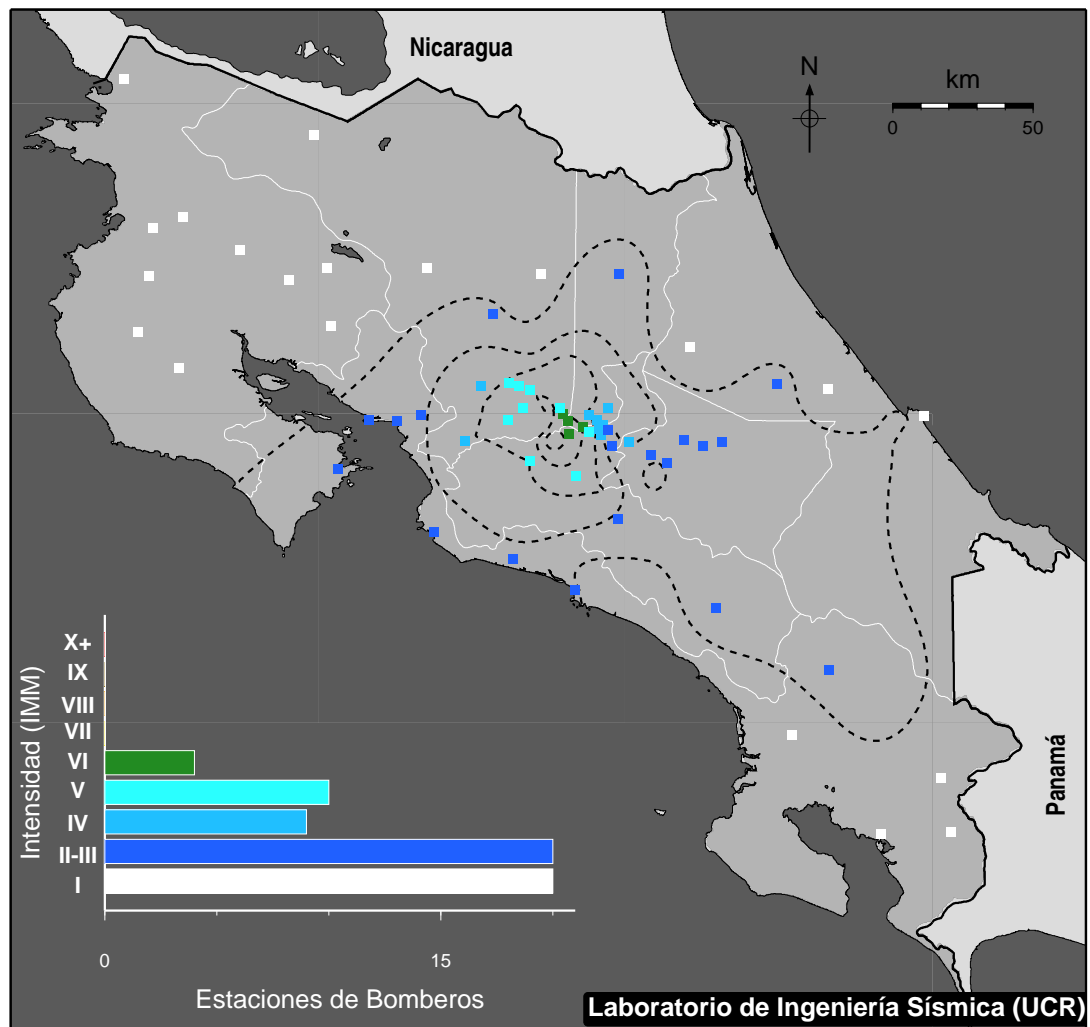 Nicaragua
N
km
0 50
Panamá
Intensidad (IMM)
X+
IX
VIII
VII
VI
V
IV
II-III
I
0 15
Estaciones de Bomberos
Laboratorio de Ingeniería Sísmica (UCR)